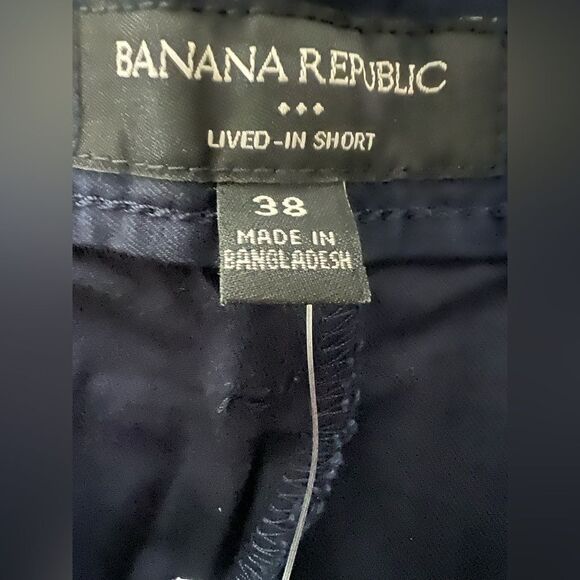 BANANA REPUBLIC
LIVED-IN SHORT
38
MADE IN
BANGLADESH